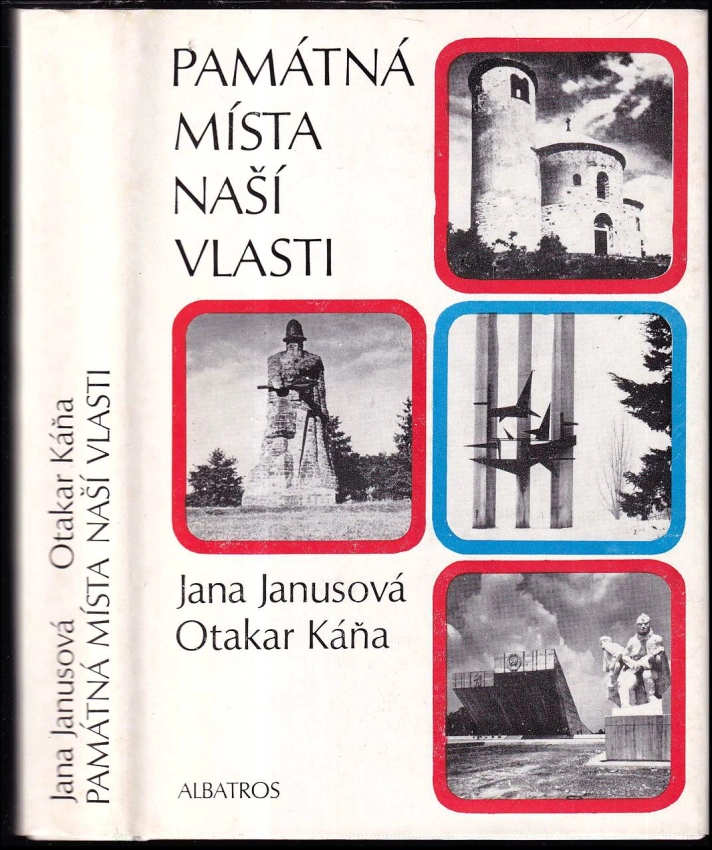 PAMÁTNÁ
MÍSTA
NAŠÍ
VLASTI
Jana Janusová
Otakar Káňa
ALBATROS
Jana Janusová Otakar Káňa
PAMÁTNÁ MÍSTA NAŠÍ VLASTI